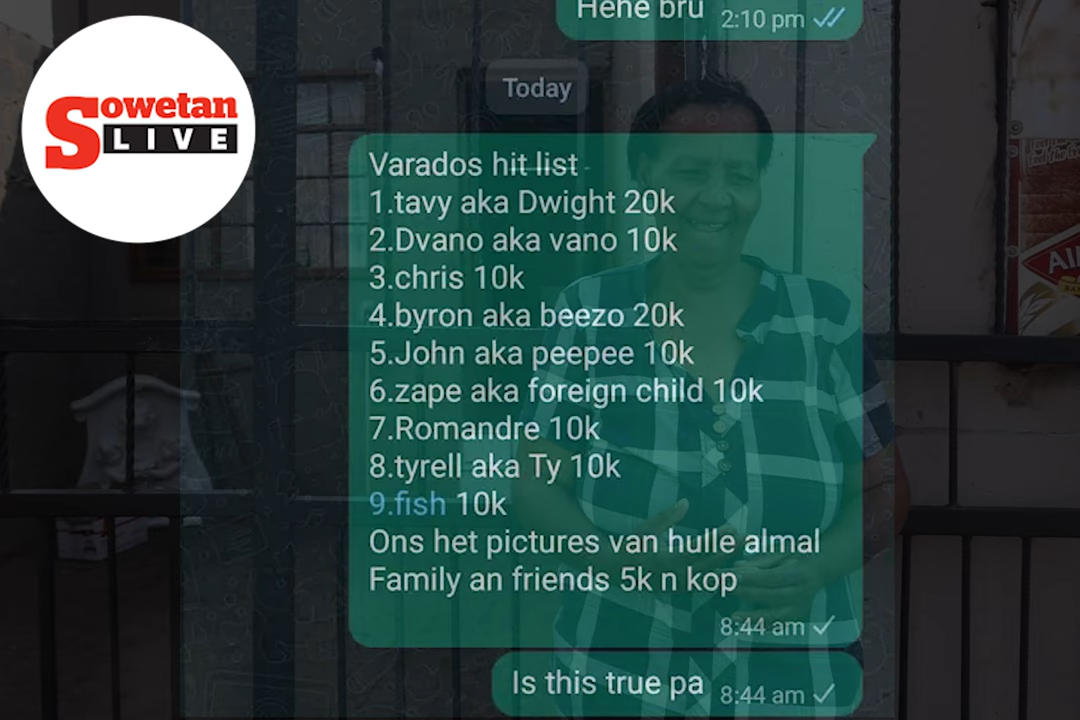 Sowetan
LIVE
Hehe bru 2:10 pm
Today
Varados hit list
1.tavy aka Dwight 20k
2.Dvano aka vano 10k
3.chris 10k
4.byron aka beezo 20k
5.John aka peepee 10k
6.zape aka foreign child 10k
7.Romandre 10k
8.tyrell aka Ty 10k
9.fish 10k
Ons het pictures van hulle almal
Family an friends 5k n kop
8:44 am
Is this true pa 8:44 am